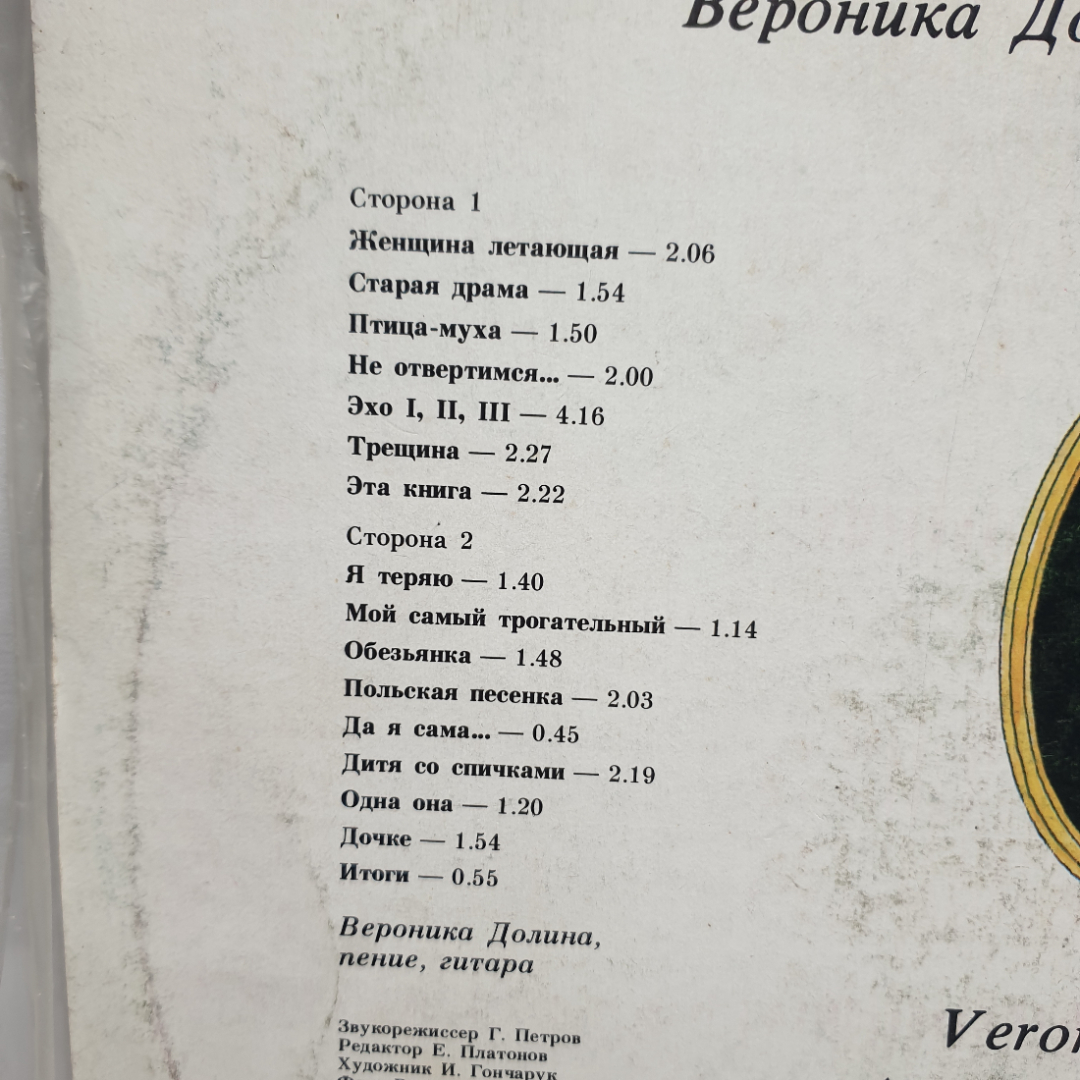 Вероника
Сторона 1
Женщина летающая — 2.06
Старая драма — 1.54
Птица-муха — 1.50
Не отвертимся... — 2.00
Эхо I, II, III — 4.16
Трещина — 2.27
Эта книга — 2.22
Сторона 2
Я теряю — 1.40
Мой самый трогательный — 1.14
Обезьянка — 1.48
Польская песенка — 2.03
Да я сама... — 0.45
Дитя со спичками — 2.19
Одна она — 1.20
Дочке — 1.54
Итоги — 0.55
Вероника Долина,
пение, гитара
Звукорежиссер Г. Петров
Редактор Е. Платонов
Художник И. Гончарук